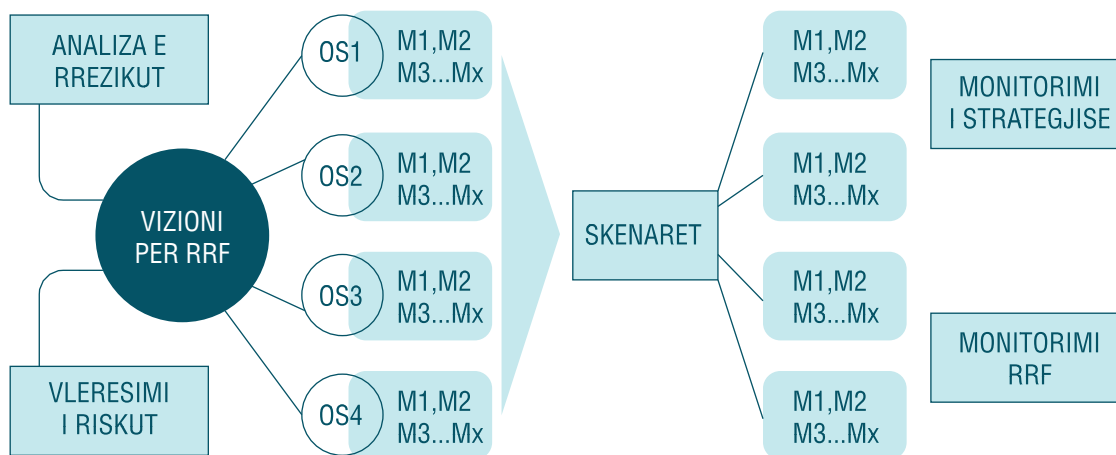 ANALIZA E
RREZIKUT
VIZIONI
PER RRF
VLERESIMI
I RISKUT
OS1
M1,M2
M3...Mx
OS2
M1,M2
M3...Mx
OS3
M1,M2
M3...Mx
OS4
M1,M2
M3...Mx
SKENARET
M1,M2
M3...Mx
M1,M2
M3...Mx
M1,M2
M3...Mx
M1,M2
M3...Mx
MONITORIMI
I STRATEGJISE
MONITORIMI
RRF